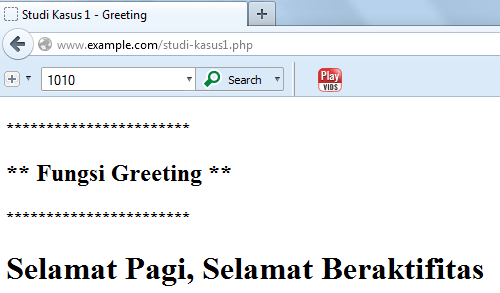 Studi Kasus 1 - Greeting
www.example.com/studi-kasus1.php
1010 Search Play VIDS
***********************
** Fungsi Greeting **
***********************
Selamat Pagi, Selamat Beraktifitas